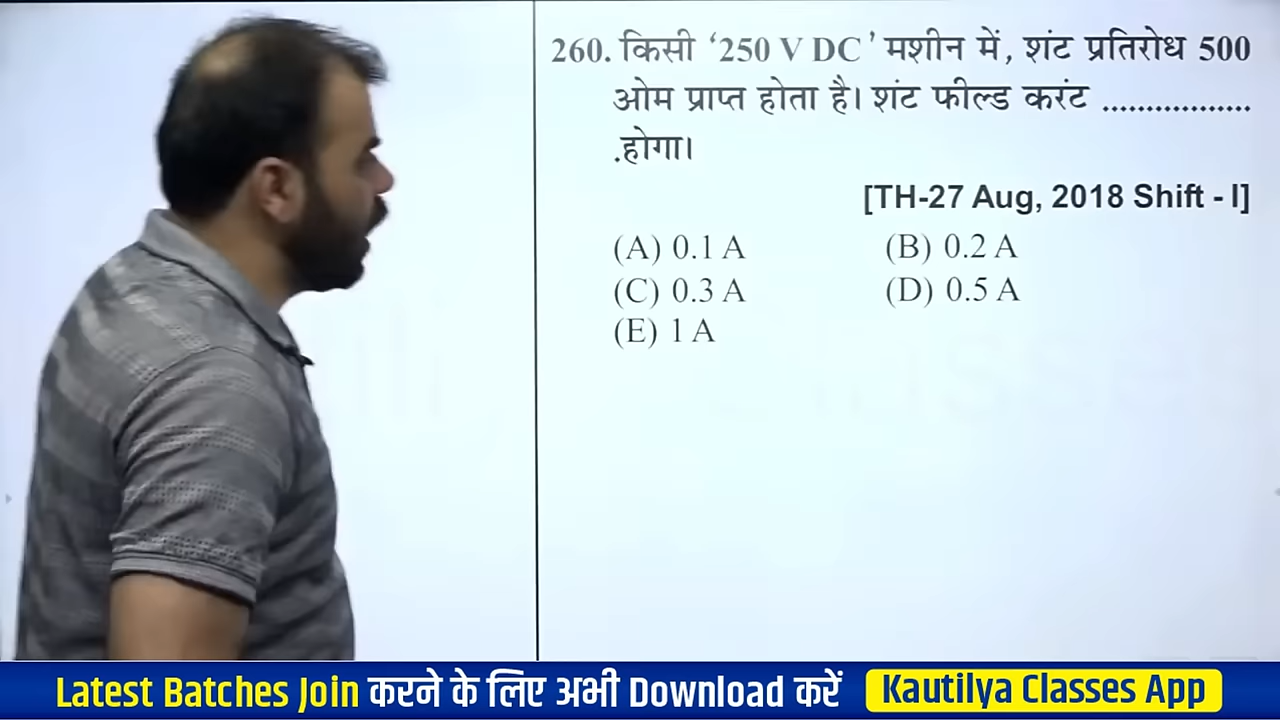 260. किसी ‘250 V DC’ मशीन में, शंट प्रतिरोध 500
ओम प्राप्त होता है। शंट फील्ड करंट .................
.होगा।
[TH-27 Aug, 2018 Shift - I]
(A) 0.1 A (B) 0.2 A
(C) 0.3 A (D) 0.5 A
(E) 1 A
Latest Batches Join करने के लिए अभी Download करें Kautilya Classes App